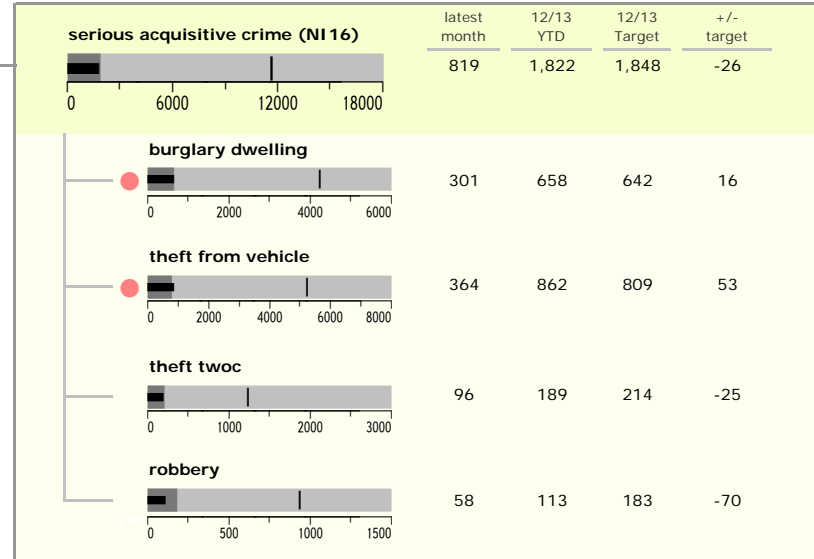 latest 12/13 12/13 +/-
serious acquisitive crime (NI16) month YTD Target target
819 1,822 1,848 -26
0 6000 12000 18000
burglary dwelling
301 658 642 16
0 2000 4000 6000
theft from vehicle
364 862 809 53
0 2000 4000 6000 8000
theft twoc
96 189 214 -25
0 1000 2000 3000
robbery
58 113 183 -70
0 500 1000 1500